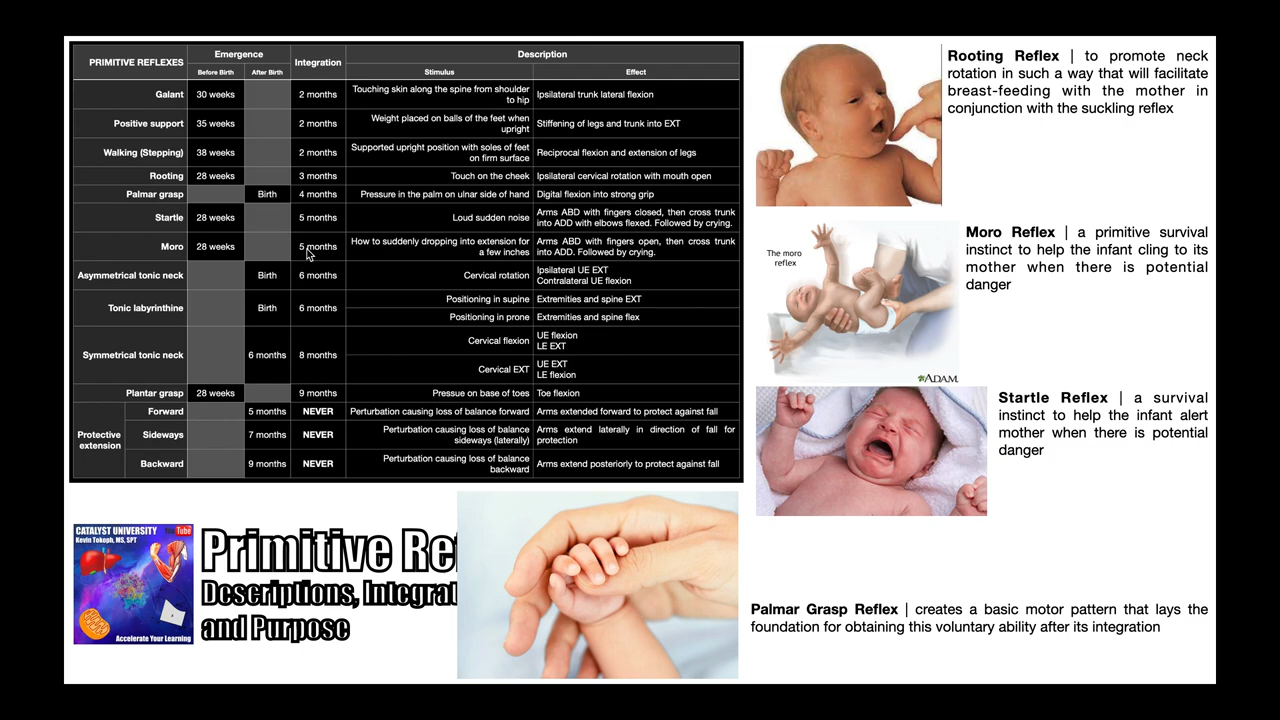 PRIMITIVE REFLEXES
Emergence
Before Birth After Birth
Integration
Description
Stimulus Effect
Galant 30 weeks 2 months Touching skin along the spine from shoulder
to hip Ipsilateral trunk lateral flexion
Positive support 35 weeks 2 months Weight placed on balls of the feet when
upright Stiffening of legs and trunk into EXT
Walking (Stepping) 38 weeks 2 months Supported upright position with soles of feet
on firm surface Reciprocal flexion and extension of legs
Rooting 28 weeks 3 months Touch on the cheek Ipsilateral cervical rotation with mouth open
Palmar grasp Birth 4 months Pressure in the palm on ulnar side of hand Digital flexion into strong grip
Startle 28 weeks 5 months Loud sudden noise Arms ABD with fingers closed, then cross trunk
into ADD with elbows flexed. Followed by crying.
Moro 28 weeks 5 months How to suddenly dropping into extension for
a few inches Arms ABD with fingers open, then cross trunk
into ADD. Followed by crying.
Asymmetrical tonic neck Birth 6 months Cervical rotation Ipsilateral UE EXT
Contralateral UE flexion
Tonic labyrinthine Birth 6 months Positioning in supine Extremities and spine EXT
Positioning in prone Extremities and spine flex
Symmetrical tonic neck 6 months 8 months Cervical flexion UE flexion
LE EXT
Cervical EXT UE EXT
LE flexion
Plantar grasp 28 weeks 9 months Pressue on base of toes Toe flexion
Protective
extension
Forward 5 months NEVER Perturbation causing loss of balance forward Arms extended forward to protect against fall
Sideways 7 months NEVER Perturbation causing loss of balance
sideways (laterally) Arms extend laterally in direction of fall for
protection
Backward 9 months NEVER Perturbation causing loss of balance
backward Arms extend posteriorly to protect against fall
Rooting Reflex | to promote neck
rotation in such a way that will facilitate
breast-feeding with the mother in
conjunction with the suckling reflex
The moro
reflex
ADAM.
Moro Reflex | a primitive survival
instinct to help the infant cling to its
mother when there is potential
danger
Startle Reflex | a survival
instinct to help the infant alert
mother when there is potential
danger
CATALYST UNIVERSITY
YouTube
Kevin Tokoph, MS, SPT
Accelerate Your Learning
Primitive Re
Descriptions, Integrat
and Purpose
Palmar Grasp Reflex | creates a basic motor pattern that lays the
foundation for obtaining this voluntary ability after its integration